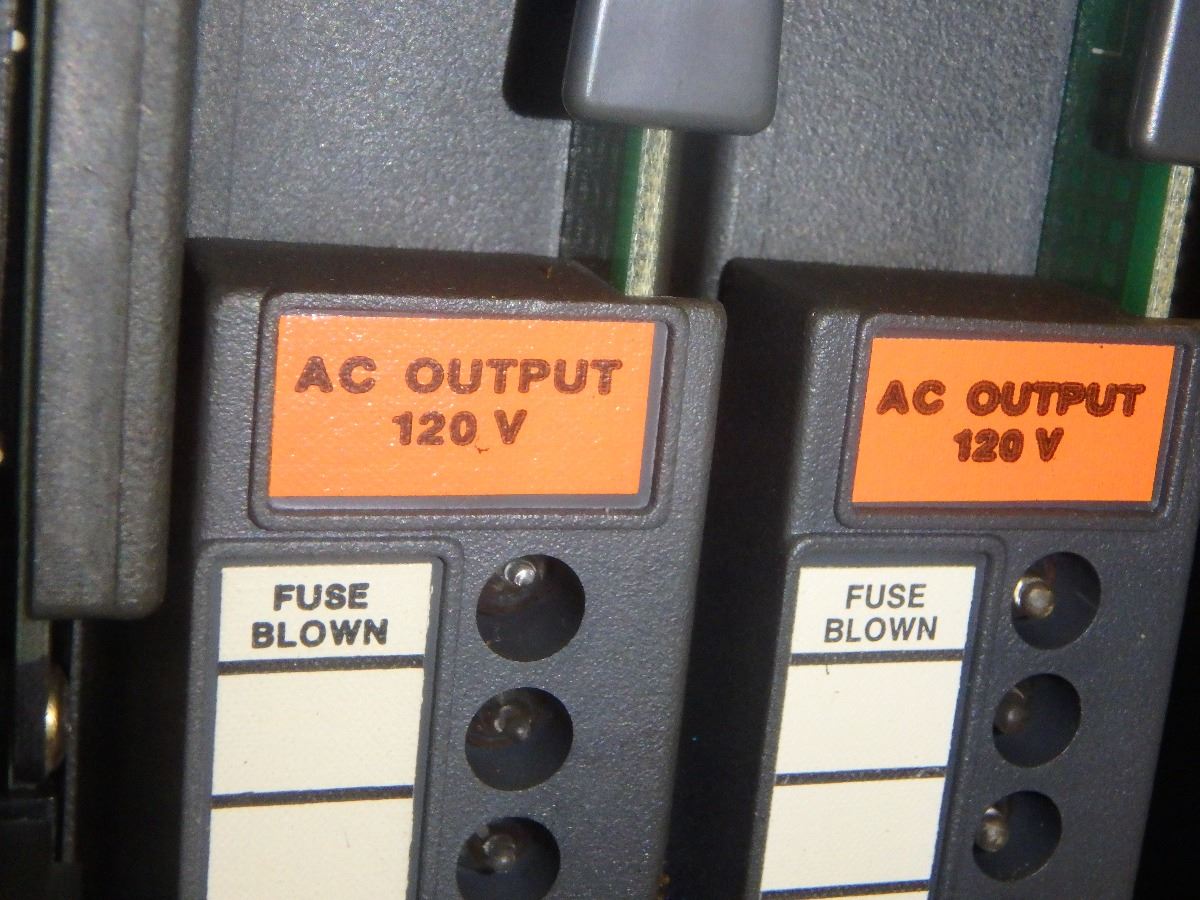 AC OUTPUT
120 V
FUSE
BLOWN
AC OUTPUT
120 V
FUSE
BLOWN